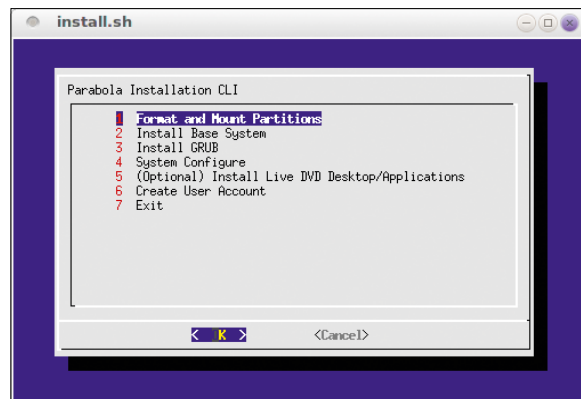 install.sh
Parabola Installation CLI
1 Format and Mount Partitions
2 Install Base System
3 Install GRUB
4 System Configure
5 (Optional) Install Live DVD Desktop/Applications
6 Create User Account
7 Exit
< K > <Cancel>